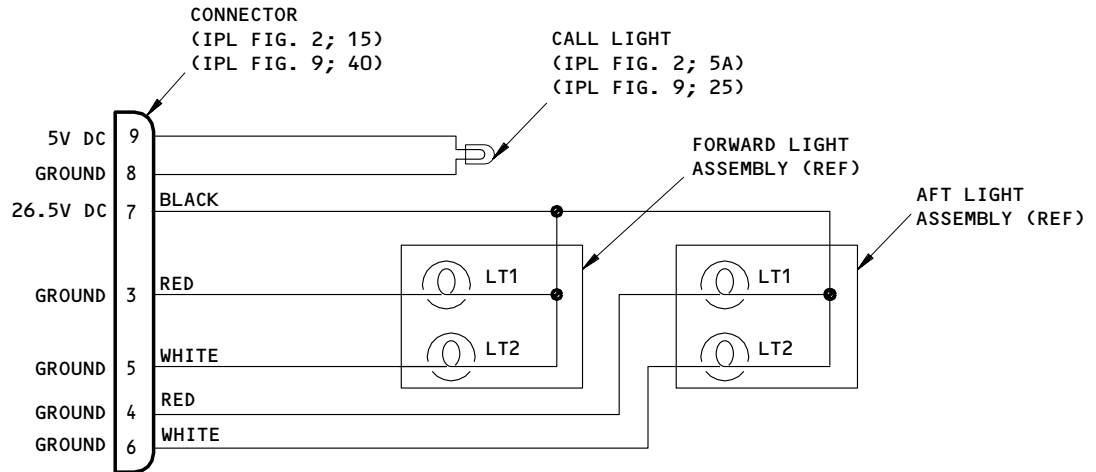 CONNECTOR
(IPL FIG. 2; 15)
(IPL FIG. 9; 40)
CALL LIGHT
(IPL FIG. 2; 5A)
(IPL FIG. 9; 25)
FORWARD LIGHT
ASSEMBLY (REF)
AFT LIGHT
ASSEMBLY (REF)
5V DC 9
GROUND 8
26.5V DC 7 BLACK
GROUND 3 RED LT1 LT1
GROUND 5 WHITE LT2 LT2
GROUND 4 RED
GROUND 6 WHITE